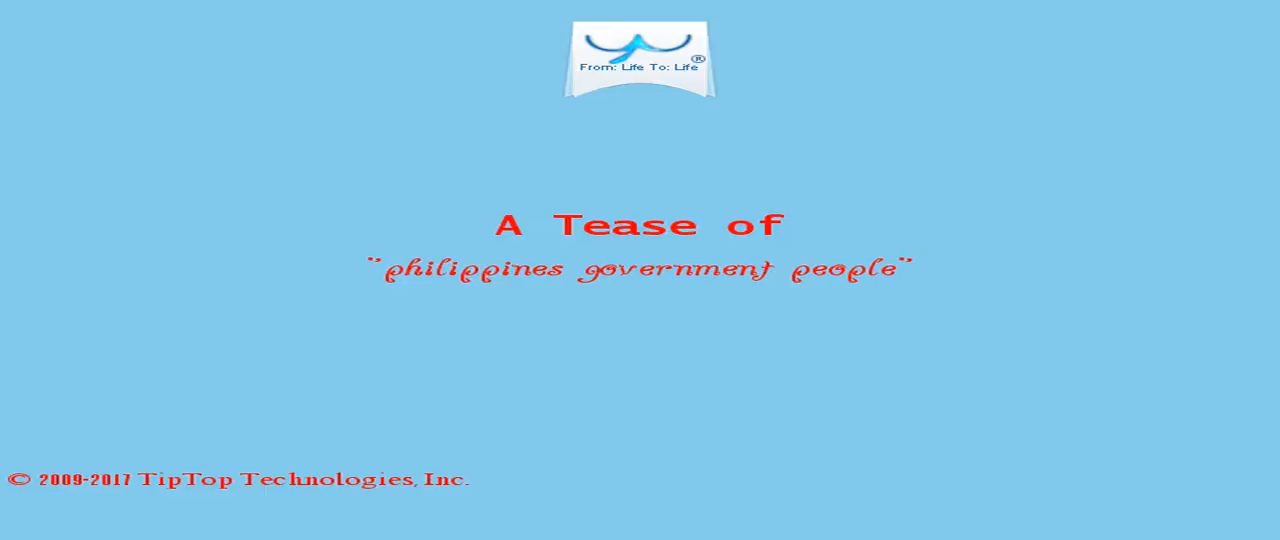 From: Life To: Life ®
A Tease of
"philippines government people"
© 2009-2017 TipTop Technologies, Inc.